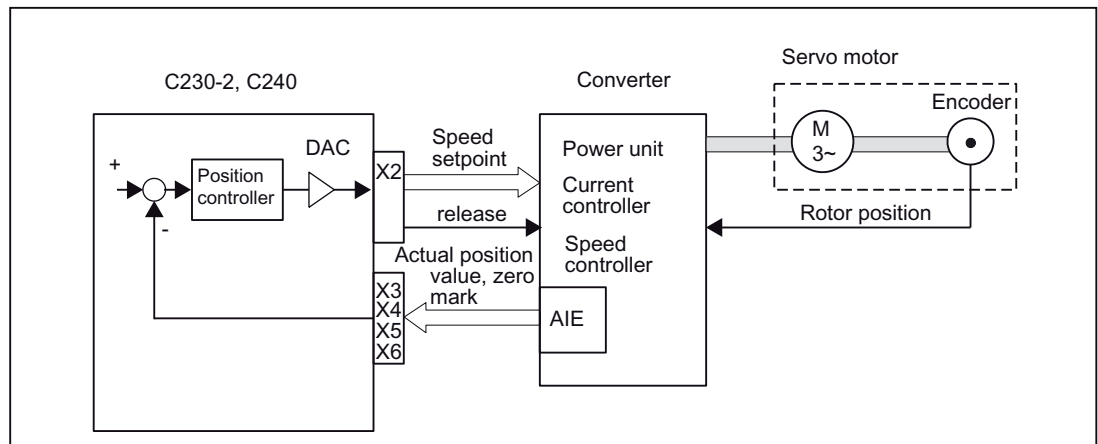 Servo motor
C230-2, C240
Converter
Encoder
DAC
+
Position
controller
-
X2
Speed
setpoint
release
Actual position
value, zero
mark
X3
X4
X5
X6
Power unit
Current
controller
Speed
controller
AIE
M
3~
Rotor position